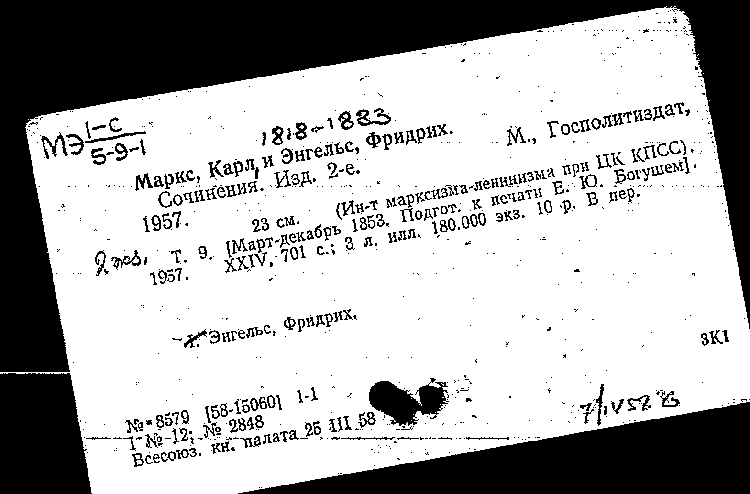 МЭ 1-с
5-9-1
1818-1883
Маркс, Карл, и Энгельс, Фридрих.
Сочинения. Изд. 2-е. М., Госполитиздат,
1957.
23 см. (Ин-т марксизма-ленинизма при ЦК КПСС).
2 экз. Т. 9. [Март-декабрь 1853. Подгот. к печати Е. Ю. Богушем].
1957. XXIV, 701 с.; 3 л. илл. 180.000 экз. 10 р. В пер.
I. Энгельс, Фридрих.
3К1
№ 8579 [58-15060] 1-1
1 № 12; № 2848
Всесоюз. кн. палата 25 III 58